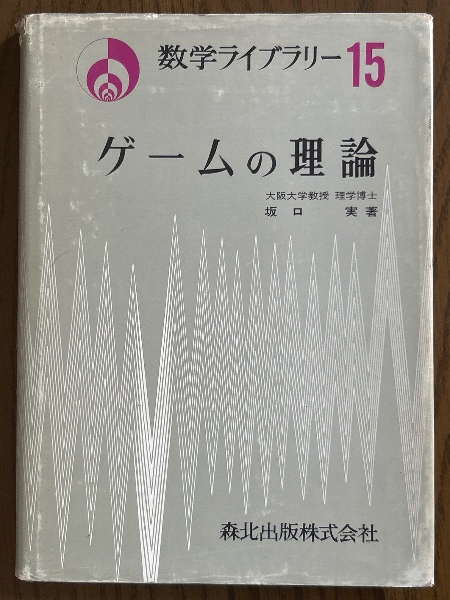 数学ライブラリー15
ゲームの理論
大阪大学教授 理学博士
坂口 実著
森北出版株式会社